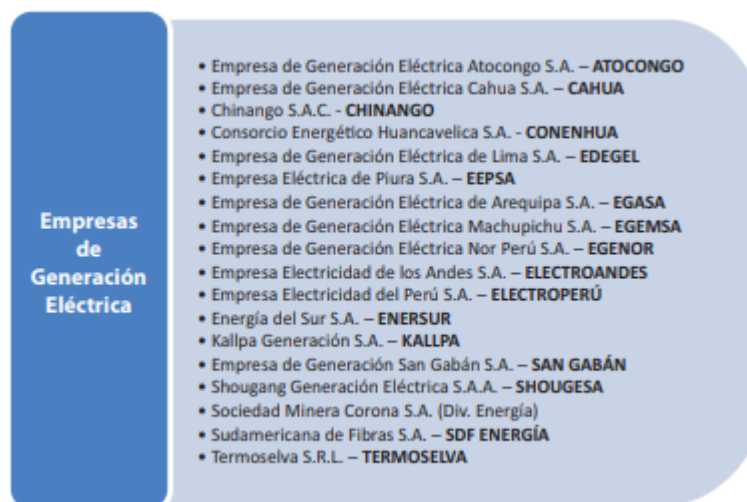 Empresas
de
Generación
Eléctrica
• Empresa de Generación Eléctrica Atocongo S.A. – ATOCONGO
• Empresa de Generación Eléctrica Cahua S.A. – CAHUA
• Chinango S.A.C. - CHINANGO
• Consorcio Energético Huancavelica S.A. - CONENHUA
• Empresa de Generación Eléctrica de Lima S.A. – EDEGEL
• Empresa Eléctrica de Piura S.A. – EEPSA
• Empresa de Generación Eléctrica de Arequipa S.A. – EGASA
• Empresa de Generación Eléctrica Machupichu S.A. – EGEMSA
• Empresa de Generación Eléctrica Nor Perú S.A. – EGENOR
• Empresa Electricidad de los Andes S.A. – ELECTROANDES
• Empresa Electricidad del Perú S.A. – ELECTROPERÚ
• Energía del Sur S.A. – ENERSUR
• Kallpa Generación S.A. – KALLPA
• Empresa de Generación San Gabán S.A. – SAN GABÁN
• Shougang Generación Eléctrica S.A.A. – SHOUGESA
• Sociedad Minera Corona S.A. (Div. Energía)
• Sudamericana de Fibras S.A. – SDF ENERGÍA
• Termoselva S.R.L. – TERMOSELVA